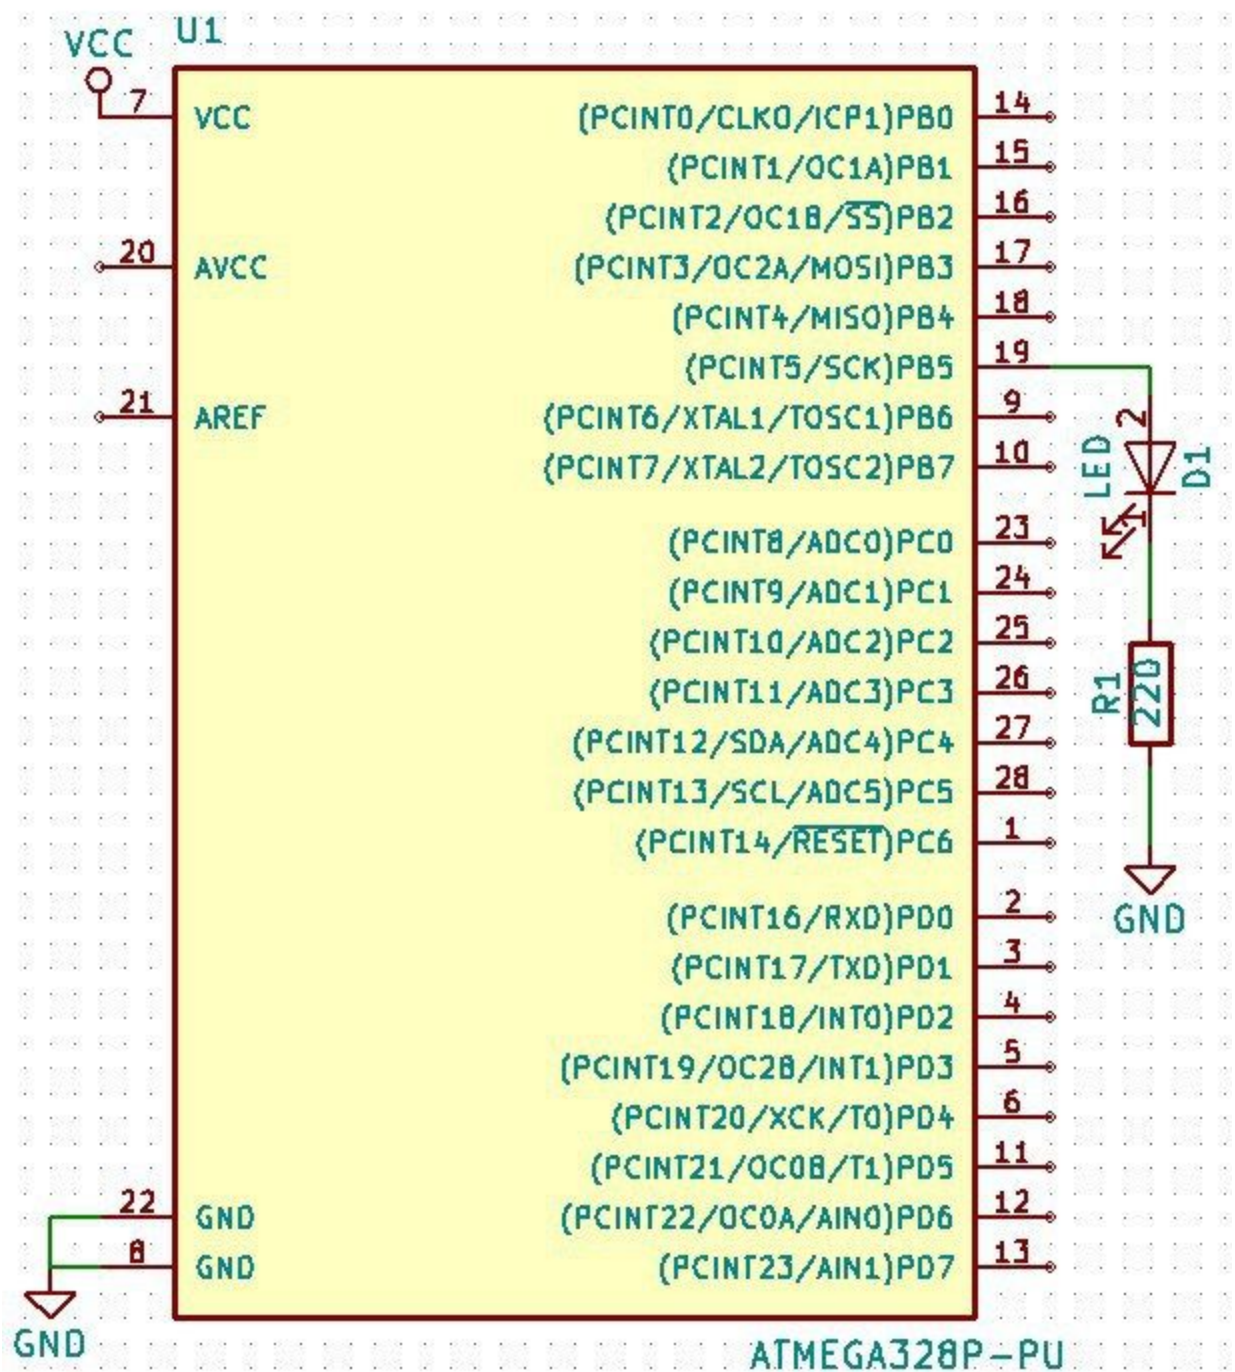 VCC U1
7 VCC (PCINT0/CLKO/ICP1)PB0 14
(PCINT1/OC1A)PB1 15
(PCINT2/OC1B/SS)PB2 16
20 AVCC (PCINT3/OC2A/MOSI)PB3 17
(PCINT4/MISO)PB4 18
(PCINT5/SCK)PB5 19
21 AREF (PCINT6/XTAL1/TOSC1)PB6 9
(PCINT7/XTAL2/TOSC2)PB7 10
2
LED D1
1
(PCINT8/ADC0)PC0 23
(PCINT9/ADC1)PC1 24
(PCINT10/ADC2)PC2 25
(PCINT11/ADC3)PC3 26
R1 220
(PCINT12/SDA/ADC4)PC4 27
(PCINT13/SCL/ADC5)PC5 28
(PCINT14/RESET)PC6 1
(PCINT16/RXD)PD0 2
GND
(PCINT17/TXD)PD1 3
(PCINT18/INT0)PD2 4
(PCINT19/OC2B/INT1)PD3 5
(PCINT20/XCK/T0)PD4 6
(PCINT21/OC0B/T1)PD5 11
22 GND (PCINT22/OC0A/AIN0)PD6 12
8 GND (PCINT23/AIN1)PD7 13
GND
ATMEGA328P-PU